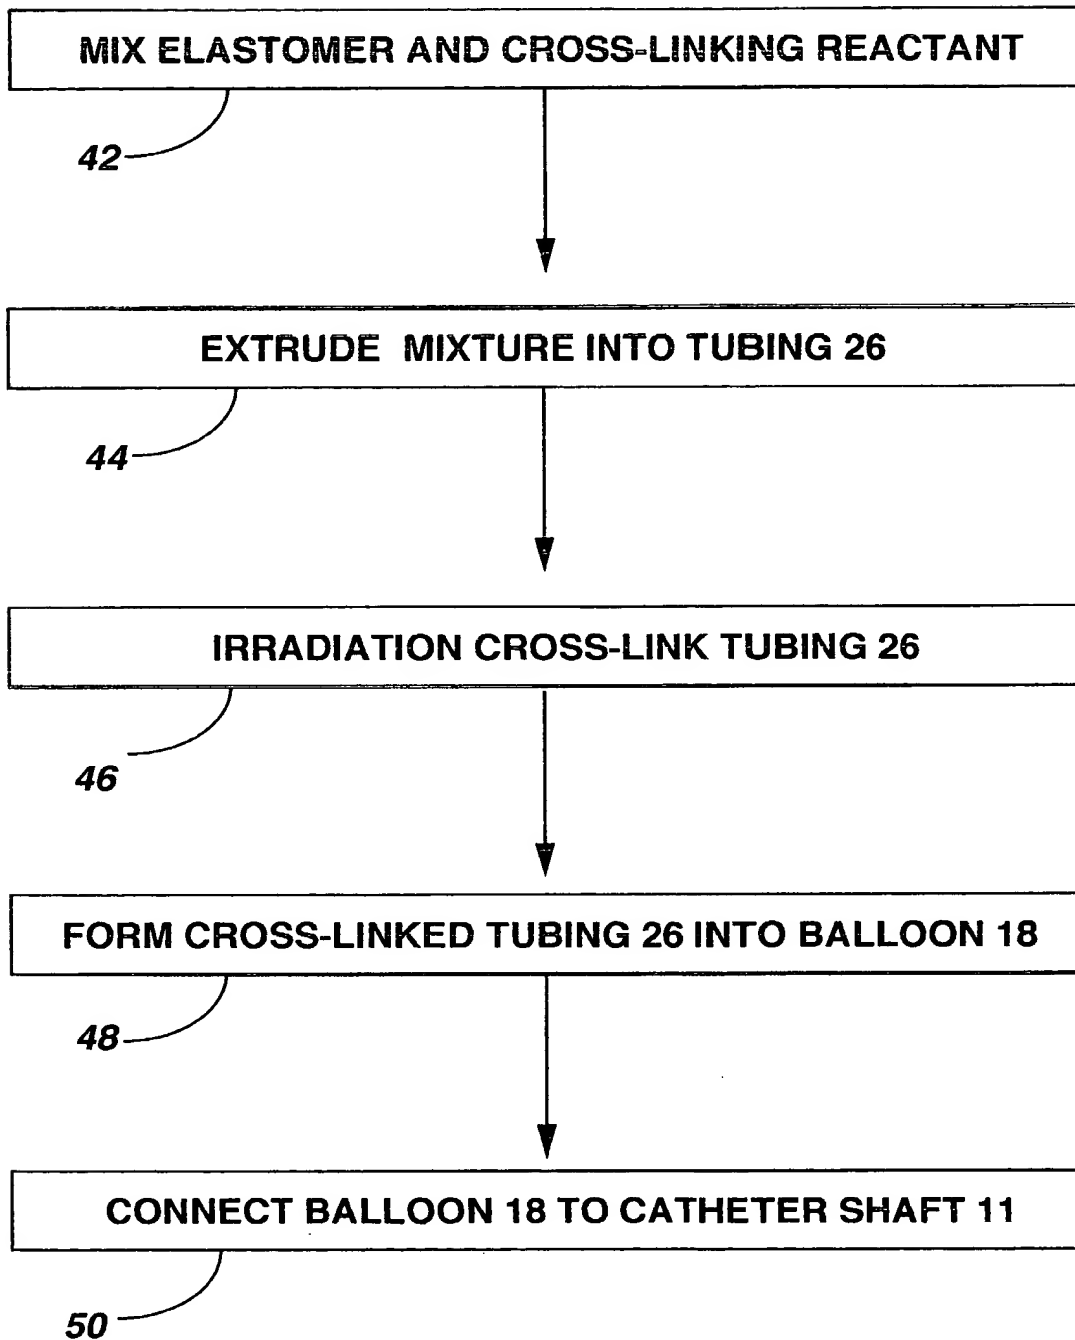 MIX ELASTOMER AND CROSS-LINKING REACTANT
42
EXTRUDE MIXTURE INTO TUBING 26
44
IRRADIATION CROSS-LINK TUBING 26
46
FORM CROSS-LINKED TUBING 26 INTO BALLOON 18
48
CONNECT BALLOON 18 TO CATHETER SHAFT 11
50